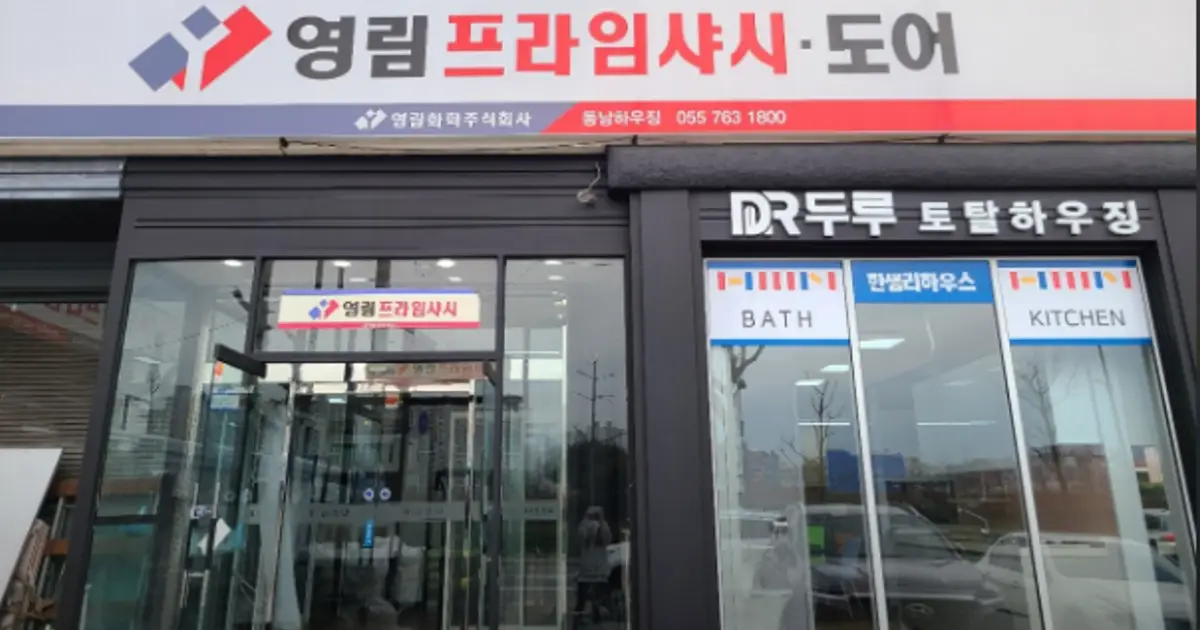 영림프라임샤시·도어
영림화학주식회사 동남하우징 055 763 1800
DR두루 토탈하우징
영림프라임샤시
BATH
한샘리하우스
KITCHEN